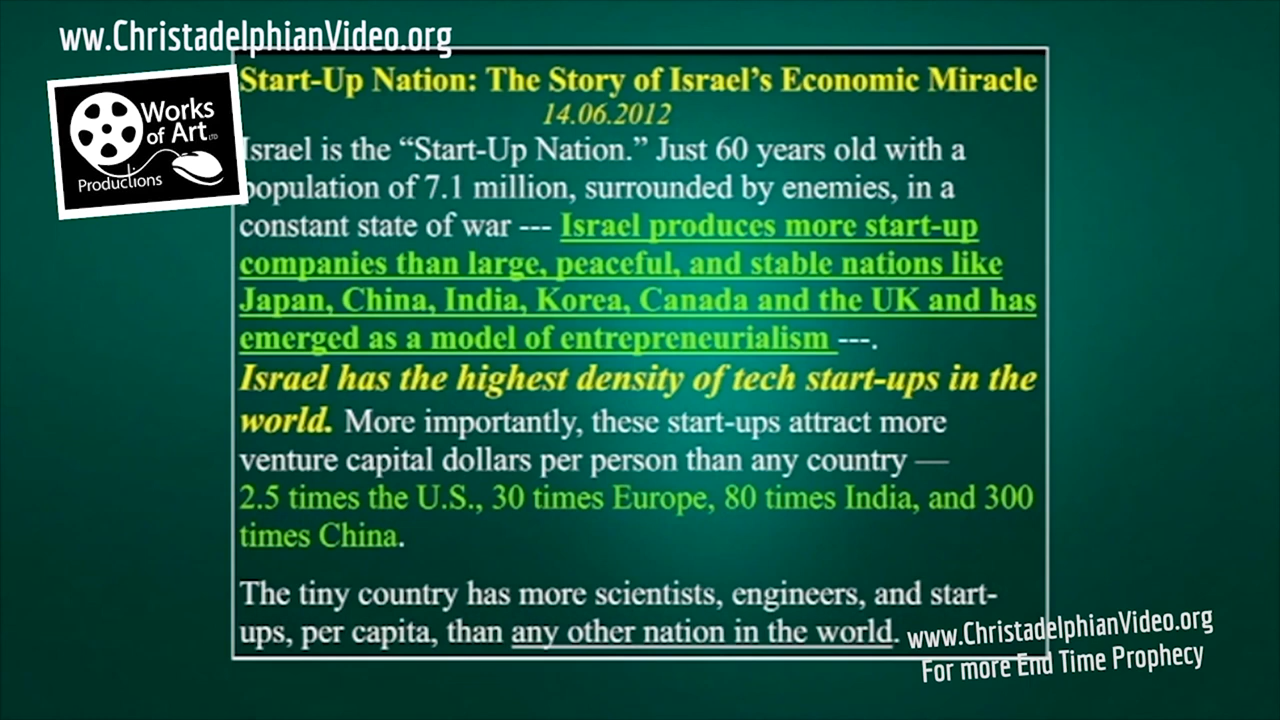 ww.ChristadelphianVideo.org
Works
of Art LTD
Productions
Start-Up Nation: The Story of Israel's Economic Miracle
14.06.2012
Israel is the “Start-Up Nation.” Just 60 years old with a
population of 7.1 million, surrounded by enemies, in a
constant state of war --- Israel produces more start-up
companies than large, peaceful, and stable nations like
Japan, China, India, Korea, Canada and the UK and has
emerged as a model of entrepreneurialism ---.
Israel has the highest density of tech start-ups in the
world. More importantly, these start-ups attract more
venture capital dollars per person than any country —
2.5 times the U.S., 30 times Europe, 80 times India, and 300
times China.
The tiny country has more scientists, engineers, and start-
ups, per capita, than any other nation in the world.
www.ChristadelphianVideo.org
For more End Time Prophecy